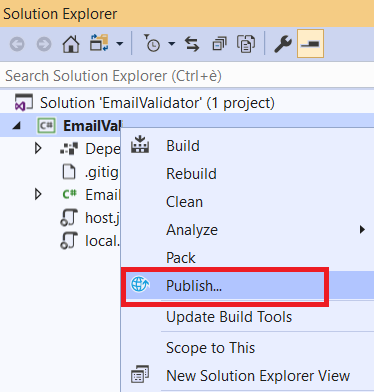 Solution Explorer
Search Solution Explorer (Ctrl+è)
Solution 'EmailValidator' (1 project)
C# EmailVal
Build
Depe
Rebuild
.gitig
Clean
C# Email
Analyze
host.j
Pack
local.
Publish...
Update Build Tools
Scope to This
New Solution Explorer View